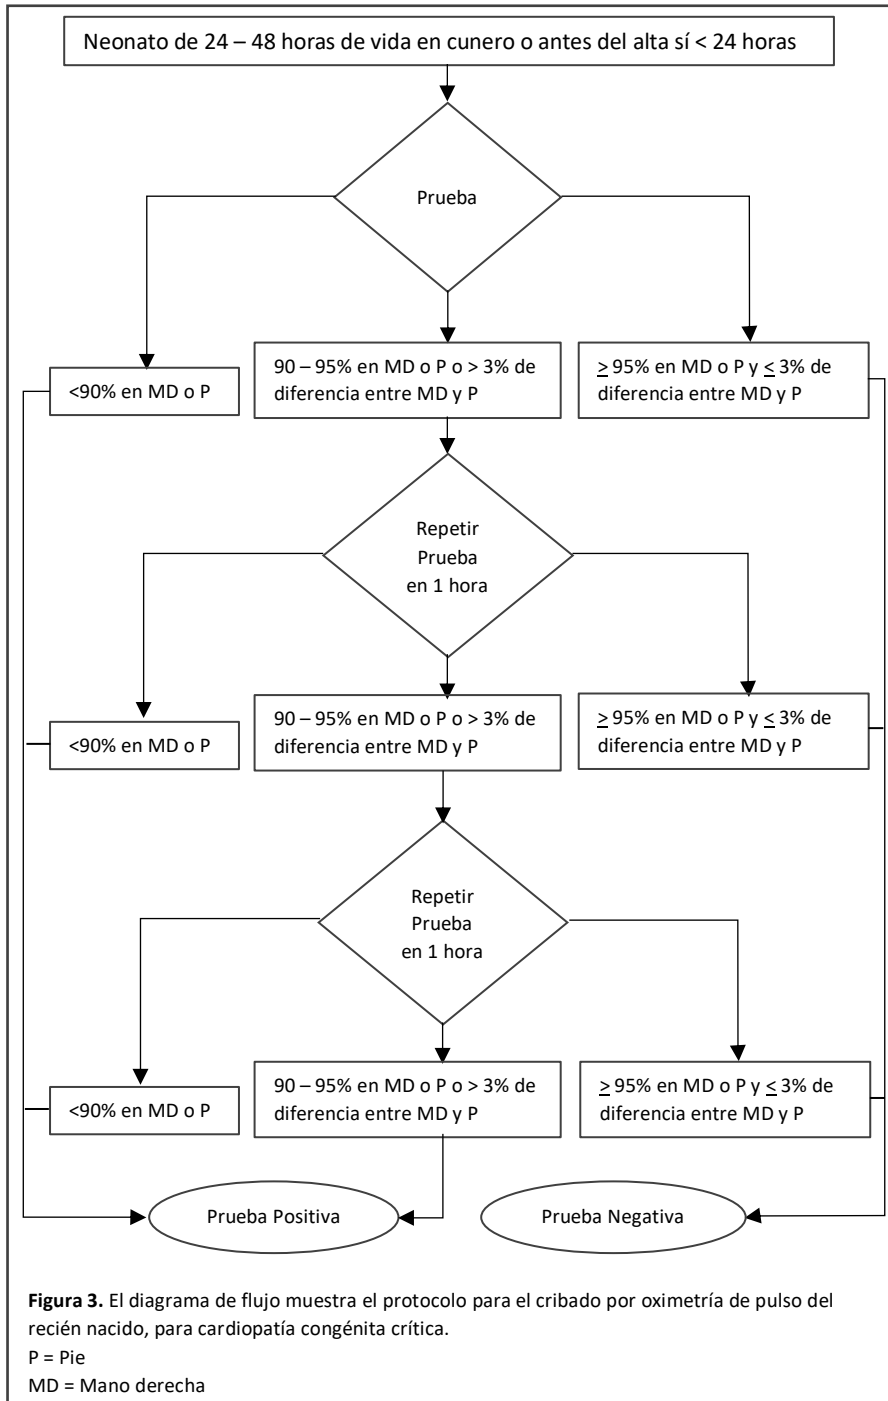 Neonato de 24 – 48 horas de vida en cunero o antes del alta sí < 24 horas
Prueba
<90% en MD o P
90 – 95% en MD o P o > 3% de
diferencia entre MD y P
≥ 95% en MD o P y ≤ 3% de
diferencia entre MD y P
Repetir
Prueba
en 1 hora
<90% en MD o P
90 – 95% en MD o P o > 3% de
diferencia entre MD y P
≥ 95% en MD o P y ≤ 3% de
diferencia entre MD y P
Repetir
Prueba
en 1 hora
<90% en MD o P
90 – 95% en MD o P o > 3% de
diferencia entre MD y P
≥ 95% en MD o P y ≤ 3% de
diferencia entre MD y P
Prueba Positiva
Prueba Negativa
Figura 3. El diagrama de flujo muestra el protocolo para el cribado por oximetría de pulso del
recién nacido, para cardiopatía congénita crítica.
P = Pie
MD = Mano derecha